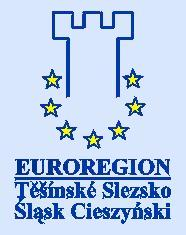 EUROREGION
Těšínské Slezsko
Śląsk Cieszyński